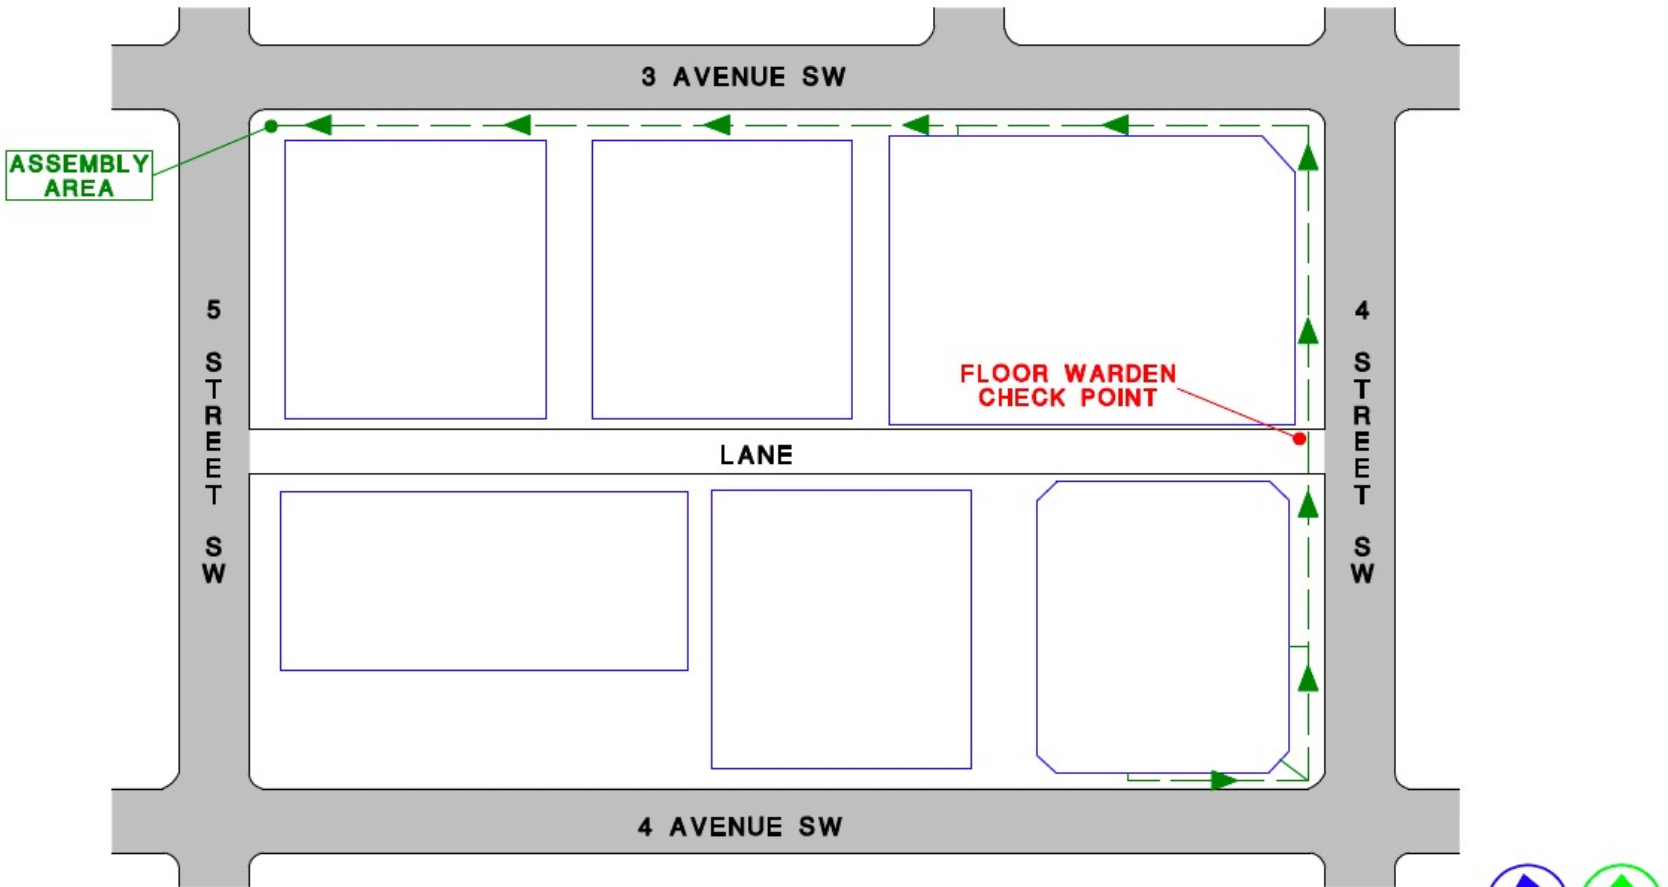 3 AVENUE SW
ASSEMBLY
AREA
5 STREET SW
4 STREET SW
FLOOR WARDEN
CHECK POINT
LANE
4 AVENUE SW